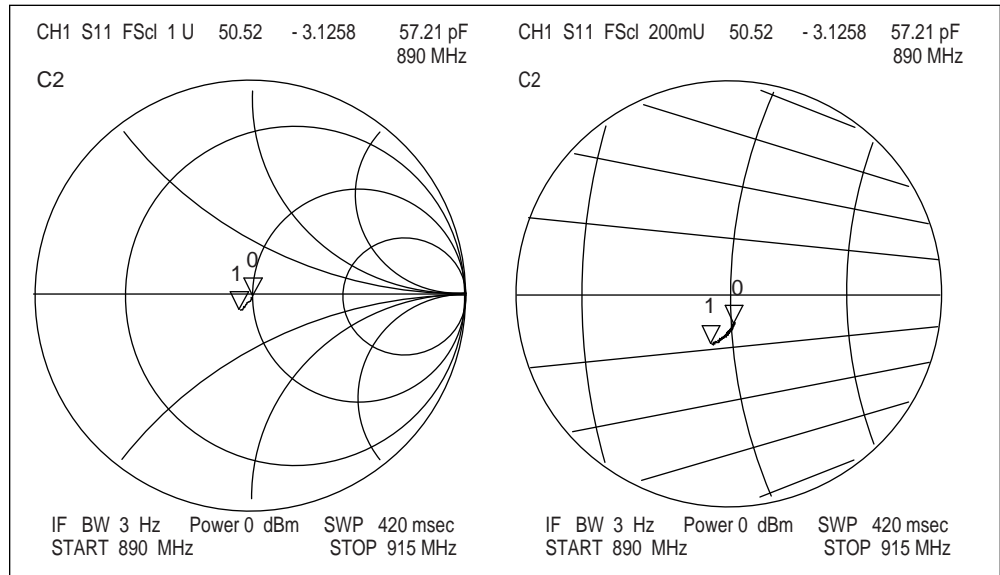 CH1 S11 FScl 1 U 50.52 - 3.1258 57.21 pF
890 MHz
C2
0
1
IF BW 3 Hz Power 0 dBm SWP 420 msec
START 890 MHz STOP 915 MHz
CH1 S11 FScl 200mU 50.52 - 3.1258 57.21 pF
890 MHz
C2
0
1
IF BW 3 Hz Power 0 dBm SWP 420 msec
START 890 MHz STOP 915 MHz